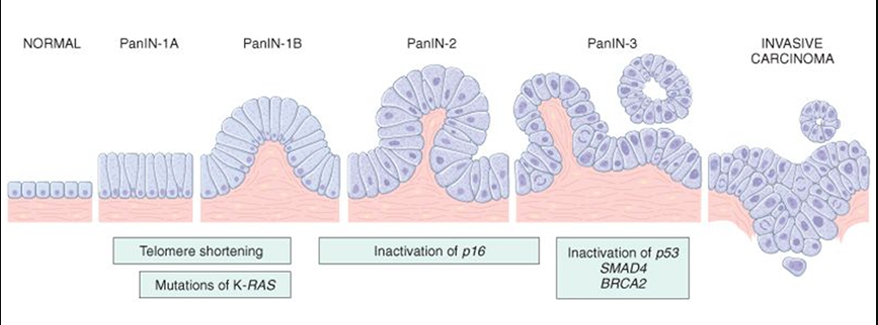 NORMAL
PanIN-1A
PanIN-1B
PanIN-2
PanIN-3
INVASIVE
CARCINOMA
Telomere shortening
Mutations of K-RAS
Inactivation of p16
Inactivation of p53
SMAD4
BRCA2